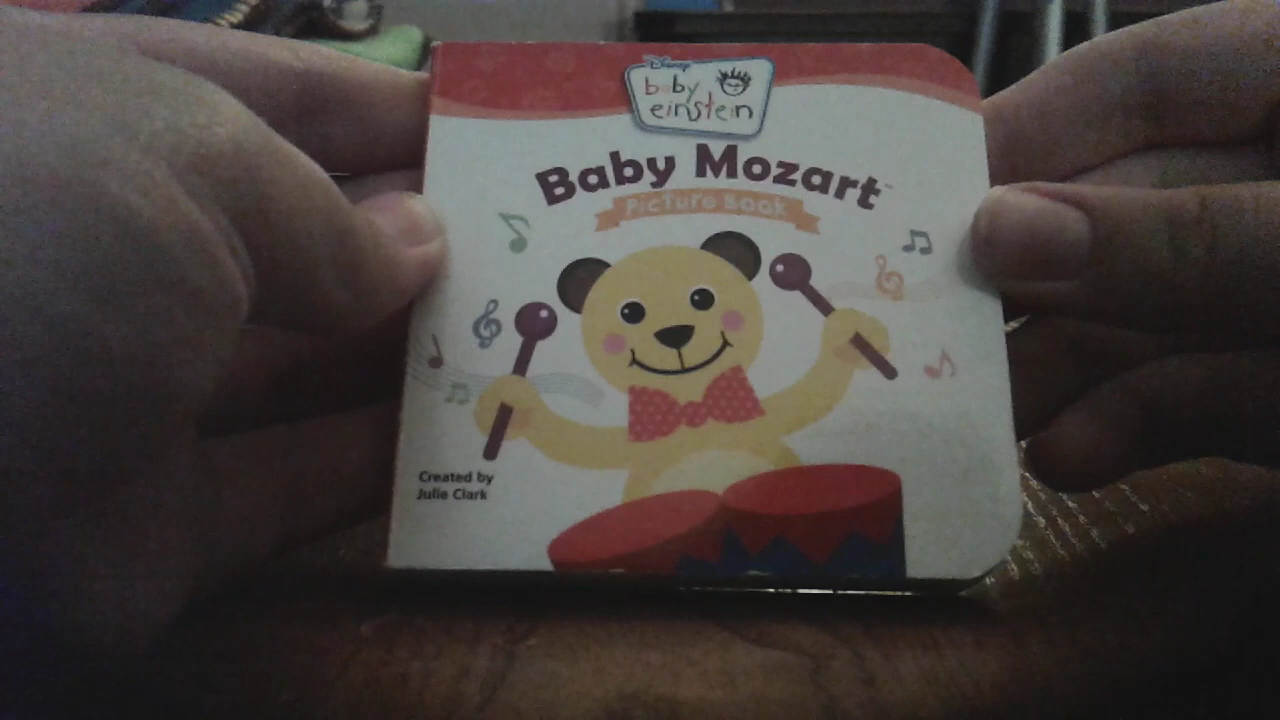 Disney
baby
einstein
Baby Mozart™
Picture Book
Created by
Julie Clark